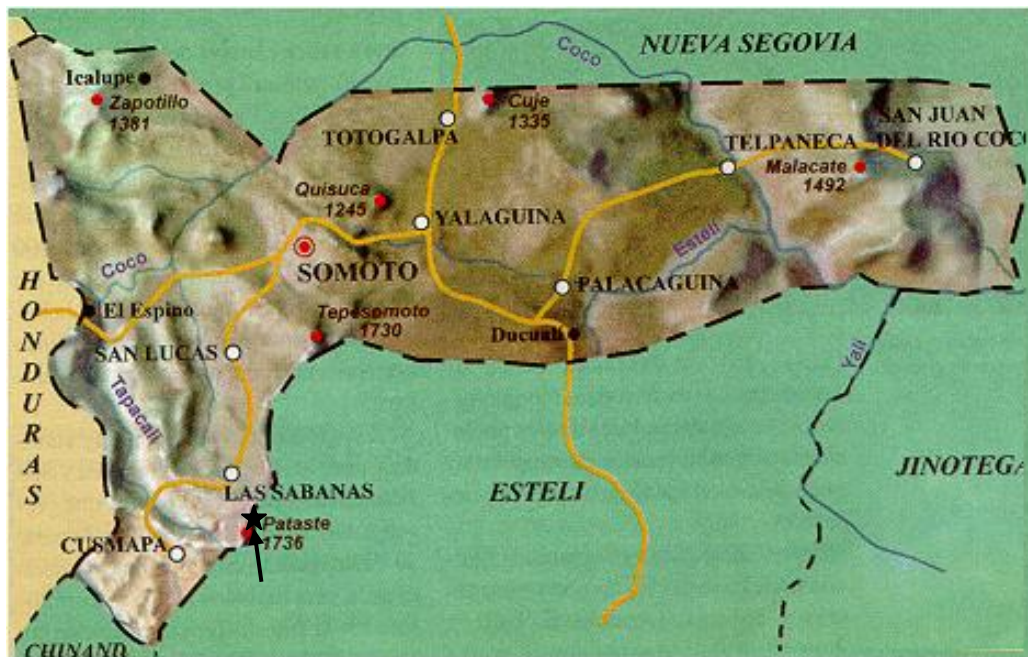 NUEVA SEGOVIA
Coco
Icalupe
Zapotillo
1381
Cuje
1335
TOTOGALPA
SAN JUAN
DEL RIO COCO
TELPANECA
Malacate
1492
Quisuca
1245
YALAGUINA
Esteli
Coco
SOMOTO
PALACAGUINA
HONDURAS
El Espino
Tepesomoto
1730
Ducuali
SAN LUCAS
Yali
Tapacali
JINOTEGA
ESTELI
LAS SABANAS
Pataste
1736
CUSMAPA
CHINAND